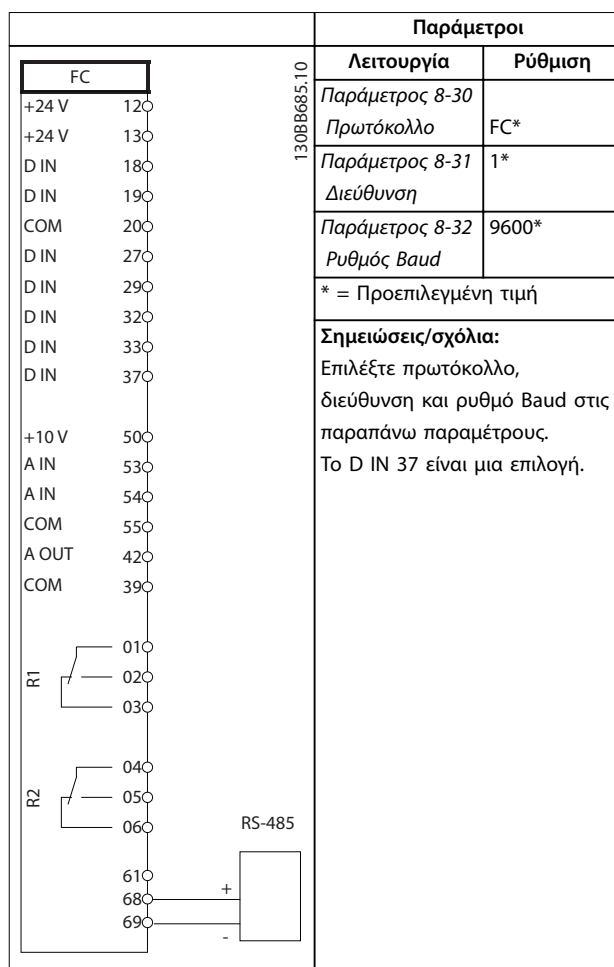 Παράμετροι
Λειτουργία Ρύθμιση
FC
130BB685.10
+24 V 12
+24 V 13
D IN 18
D IN 19
COM 20
D IN 27
D IN 29
D IN 32
D IN 33
D IN 37
+10 V 50
A IN 53
A IN 54
COM 55
A OUT 42
COM 39
R1
01
02
03
R2
04
05
06
RS-485
61
68 +
69 -
Παράμετρος 8-30
Πρωτόκολλο FC*
Παράμετρος 8-31 1*
Διεύθυνση
Παράμετρος 8-32 9600*
Ρυθμός Baud
* = Προεπιλεγμένη τιμή
Σημειώσεις/σχόλια:
Επιλέξτε πρωτόκολλο,
διεύθυνση και ρυθμό Baud στις
παραπάνω παραμέτρους.
Το D IN 37 είναι μια επιλογή.